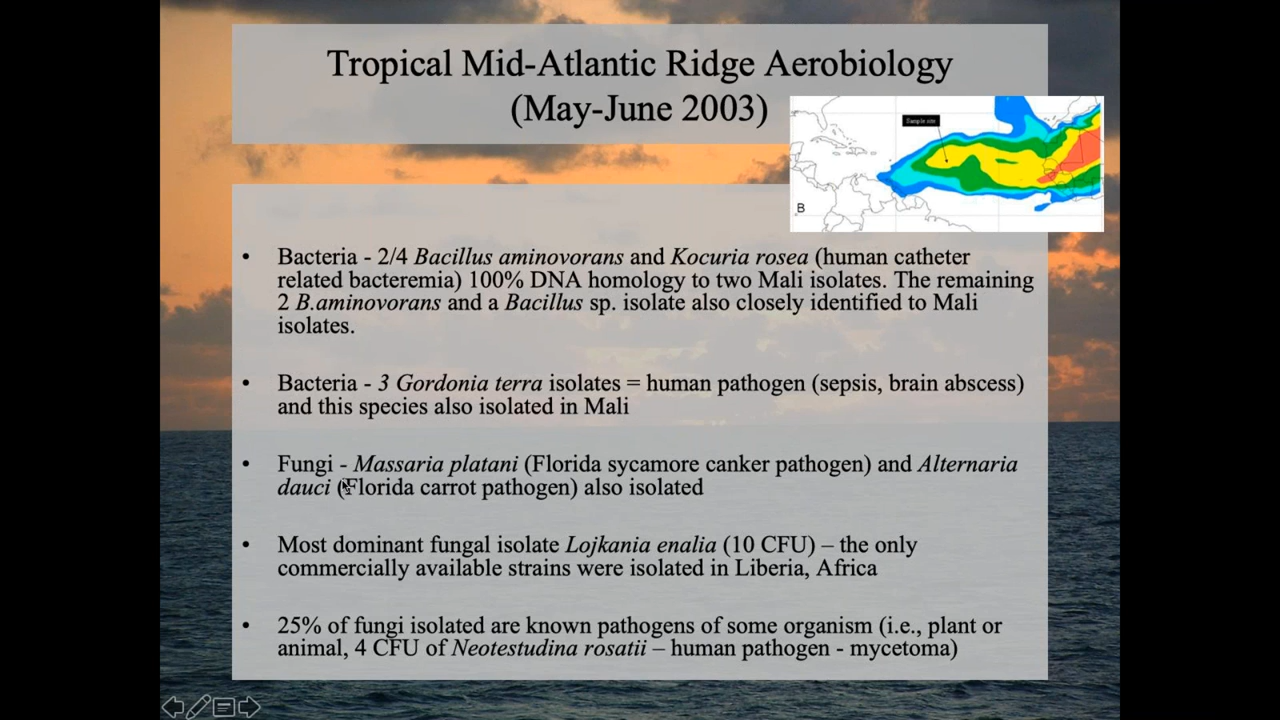 Tropical Mid-Atlantic Ridge Aerobiology
(May-June 2003)
Sample site
B
• Bacteria - 2/4 Bacillus aminovorans and Kocuria rosea (human catheter
related bacteremia) 100% DNA homology to two Mali isolates. The remaining
2 B.aminovorans and a Bacillus sp. isolate also closely identified to Mali
isolates.
• Bacteria - 3 Gordonia terra isolates = human pathogen (sepsis, brain abscess)
and this species also isolated in Mali
• Fungi - Massaria platani (Florida sycamore canker pathogen) and Alternaria
dauci (Florida carrot pathogen) also isolated
• Most dominant fungal isolate Lojkania enalia (10 CFU) – the only
commercially available strains were isolated in Liberia, Africa
• 25% of fungi isolated are known pathogens of some organism (i.e., plant or
animal, 4 CFU of Neotestudina rosatii – human pathogen - mycetoma)